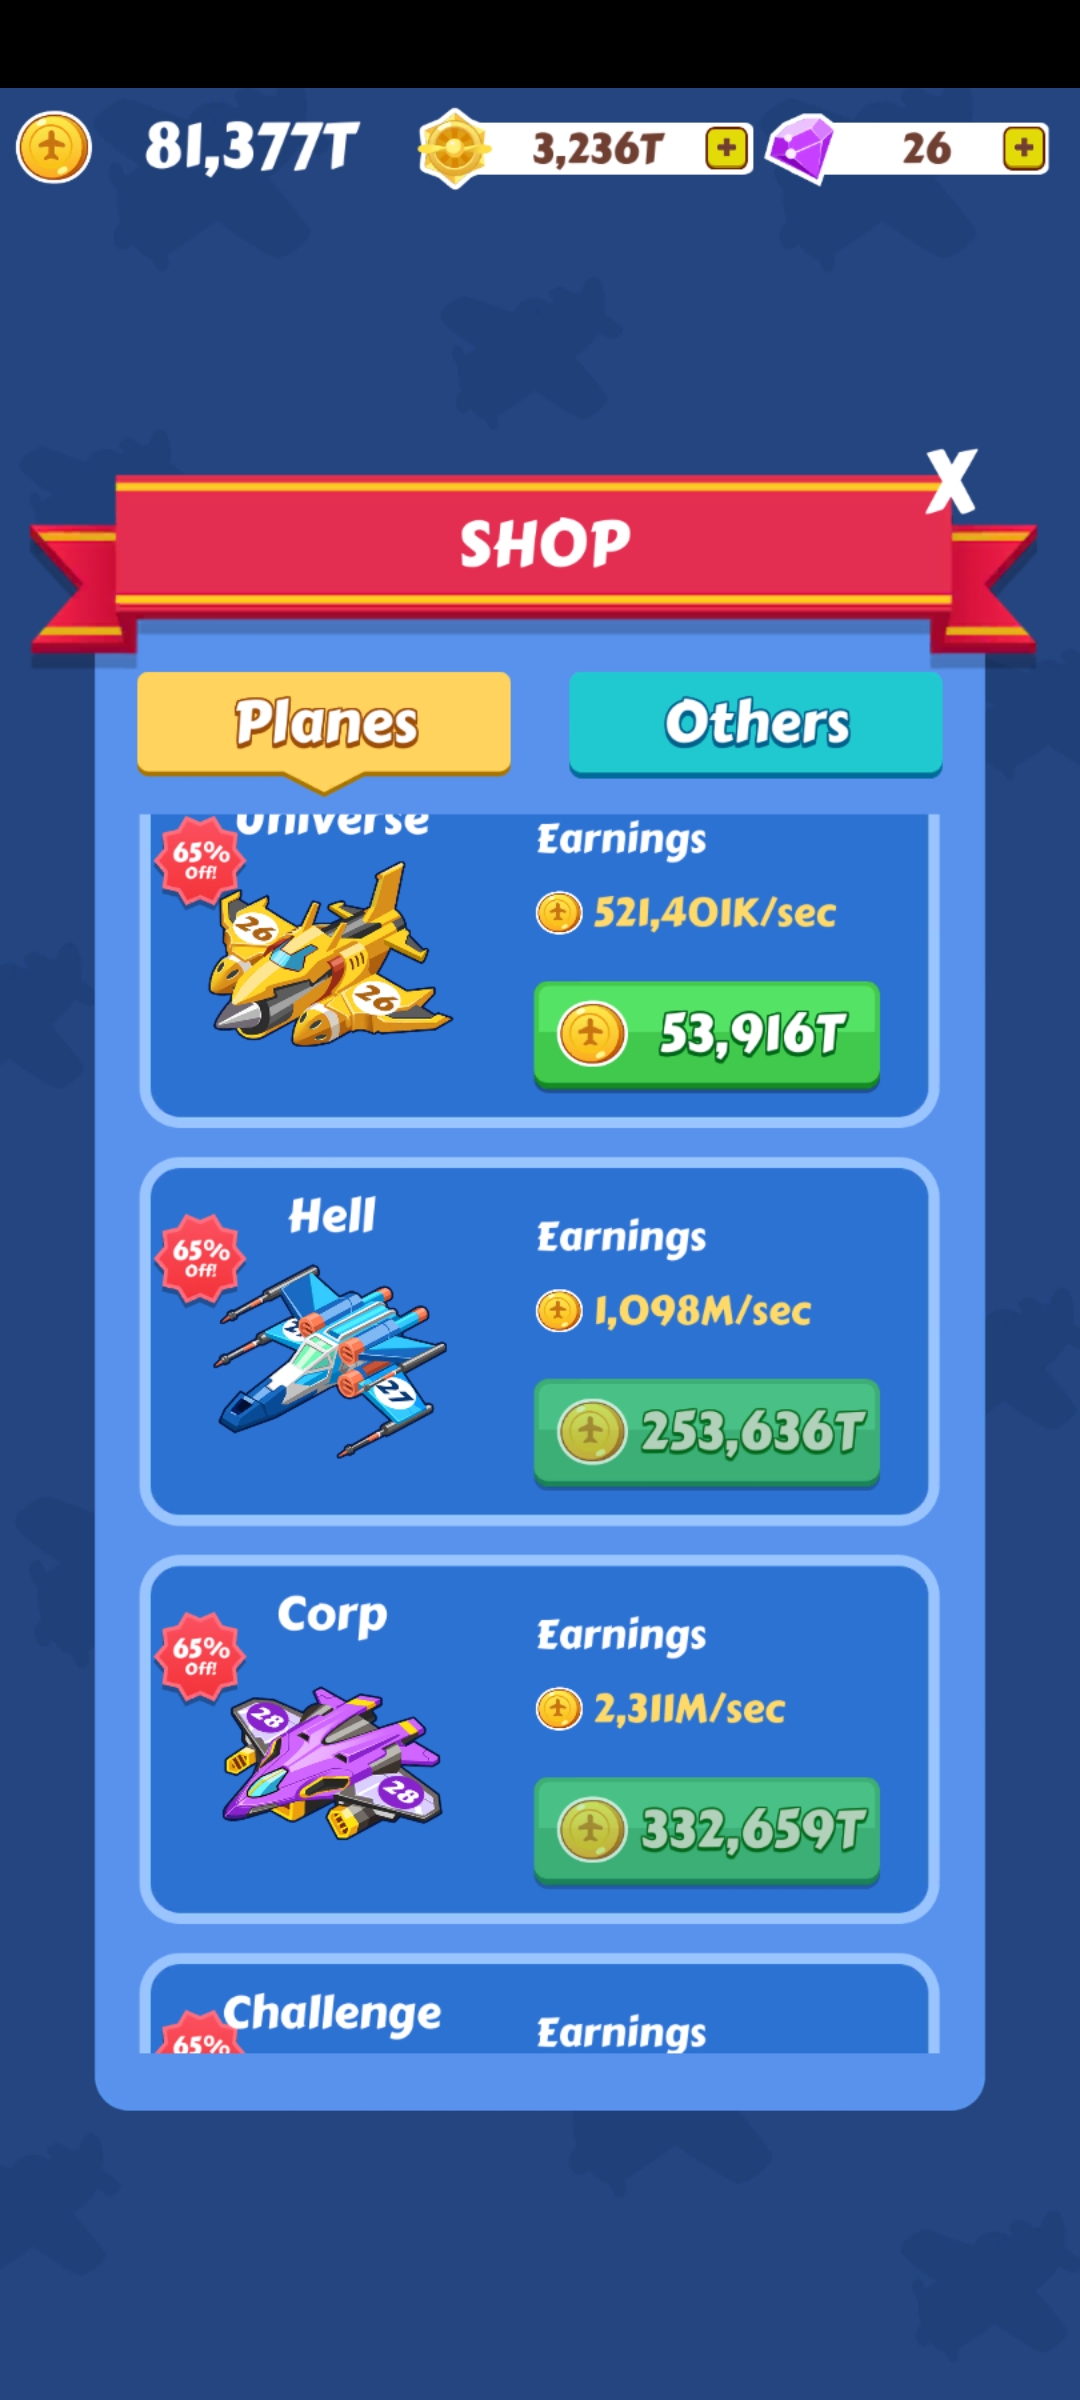 81,377T
3,236T
+
26
+
X
SHOP
Planes
Others
Universe
65%
Off!
26
26
Earnings
521,401K/sec
53,916T
Hell
65%
Off!
27
Earnings
1,098M/sec
253,636T
Corp
65%
Off!
28
28
Earnings
2,311M/sec
332,659T
Challenge
65%
Earnings